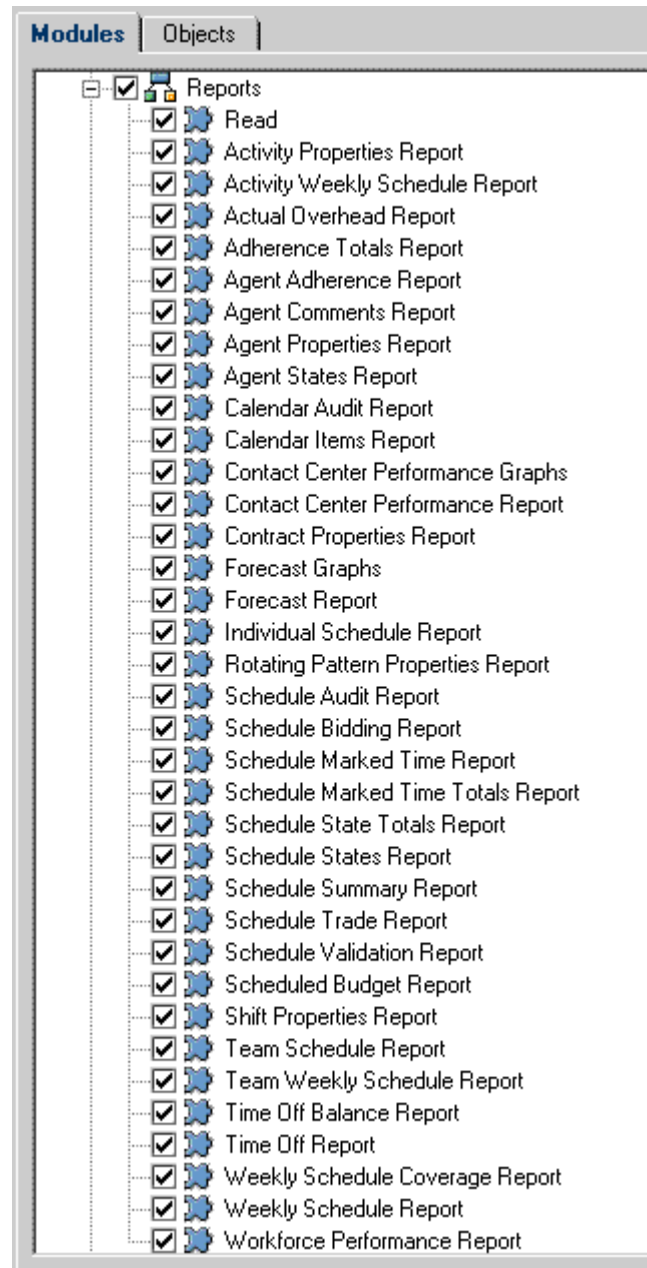 Modules Objects
Reports
Read
Activity Properties Report
Activity Weekly Schedule Report
Actual Overhead Report
Adherence Totals Report
Agent Adherence Report
Agent Comments Report
Agent Properties Report
Agent States Report
Calendar Audit Report
Calendar Items Report
Contact Center Performance Graphs
Contact Center Performance Report
Contract Properties Report
Forecast Graphs
Forecast Report
Individual Schedule Report
Rotating Pattern Properties Report
Schedule Audit Report
Schedule Bidding Report
Schedule Marked Time Report
Schedule Marked Time Totals Report
Schedule State Totals Report
Schedule States Report
Schedule Summary Report
Schedule Trade Report
Schedule Validation Report
Scheduled Budget Report
Shift Properties Report
Team Schedule Report
Team Weekly Schedule Report
Time Off Balance Report
Time Off Report
Weekly Schedule Coverage Report
Weekly Schedule Report
Workforce Performance Report